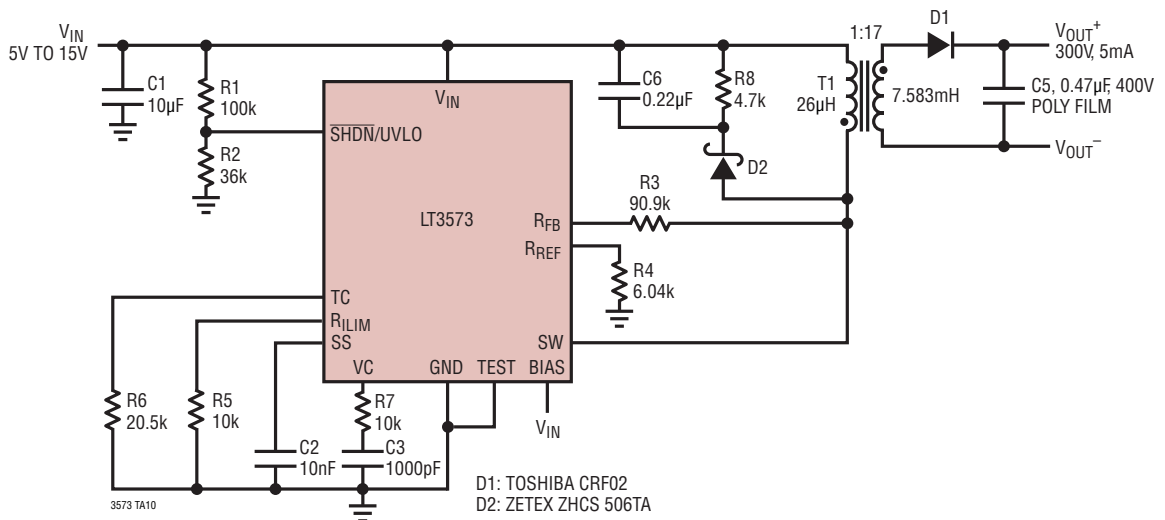 VIN
5V TO 15V
C1
10µF
R1
100k
R2
36k
VIN
SHDN/UVLO
LT3573
RFB
RREF
TC
RILIM
SS
SW
VC
GND
TEST
BIAS
VIN
C6
0.22µF
R8
4.7k
D2
R3
90.9k
R4
6.04k
1:17
T1
26µH
7.583mH
D1
VOUT+
300V, 5mA
C5, 0.47µF, 400V
POLY FILM
VOUT–
R6
20.5k
R5
10k
C2
10nF
R7
10k
C3
1000pF
D1: TOSHIBA CRF02
D2: ZETEX ZHCS 506TA
3573 TA10